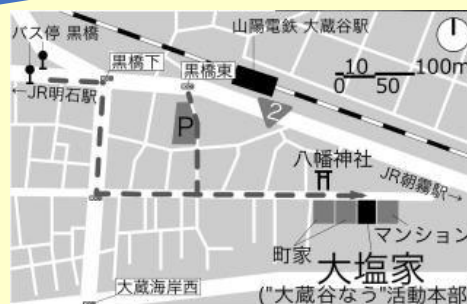 山陽電鉄 大蔵谷駅
バス停 黒橋
黒橋下
黒橋東
10 100m
0 50
←JR明石駅
2
P
八幡神社
JR朝霧駅→
マンション
町家
大塩家
大蔵海岸西
("大蔵谷なう"活動本部)